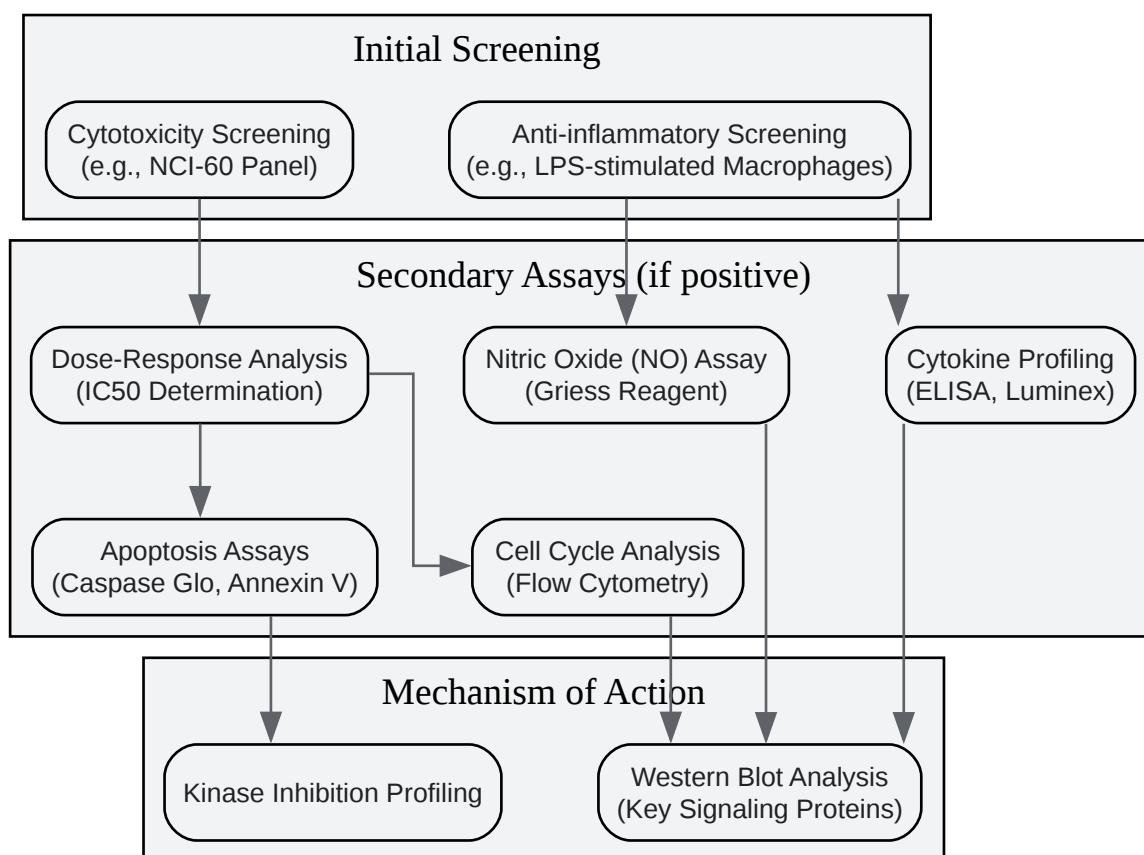 Initial Screening
Cytotoxicity Screening
(e.g., NCI-60 Panel)
Anti-inflammatory Screening
(e.g., LPS-stimulated Macrophages)
Secondary Assays (if positive)
Dose-Response Analysis
(IC50 Determination)
Nitric Oxide (NO) Assay
(Griess Reagent)
Cytokine Profiling
(ELISA, Luminex)
Apoptosis Assays
(Caspase Glo, Annexin V)
Cell Cycle Analysis
(Flow Cytometry)
Mechanism of Action
Kinase Inhibition Profiling
Western Blot Analysis
(Key Signaling Proteins)